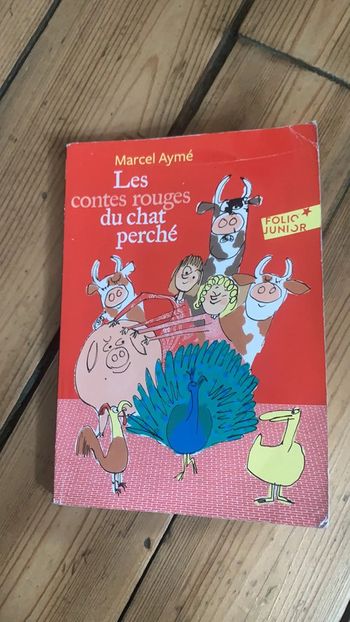 Marcel Aymé
Les
contes rouges
du chat
perché
FOLIO
JUNIOR